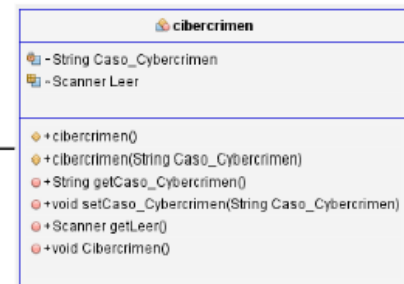 cibercrimen
- String Caso_Cybercrimen
~ Scanner Leer
+ cibercrimen()
+ cibercrimen(String Caso_Cybercrimen)
+ String getCaso_Cybercrimen()
+ void setCaso_Cybercrimen(String Caso_Cybercrimen)
+ Scanner getLeer()
+ void Cibercrimen()